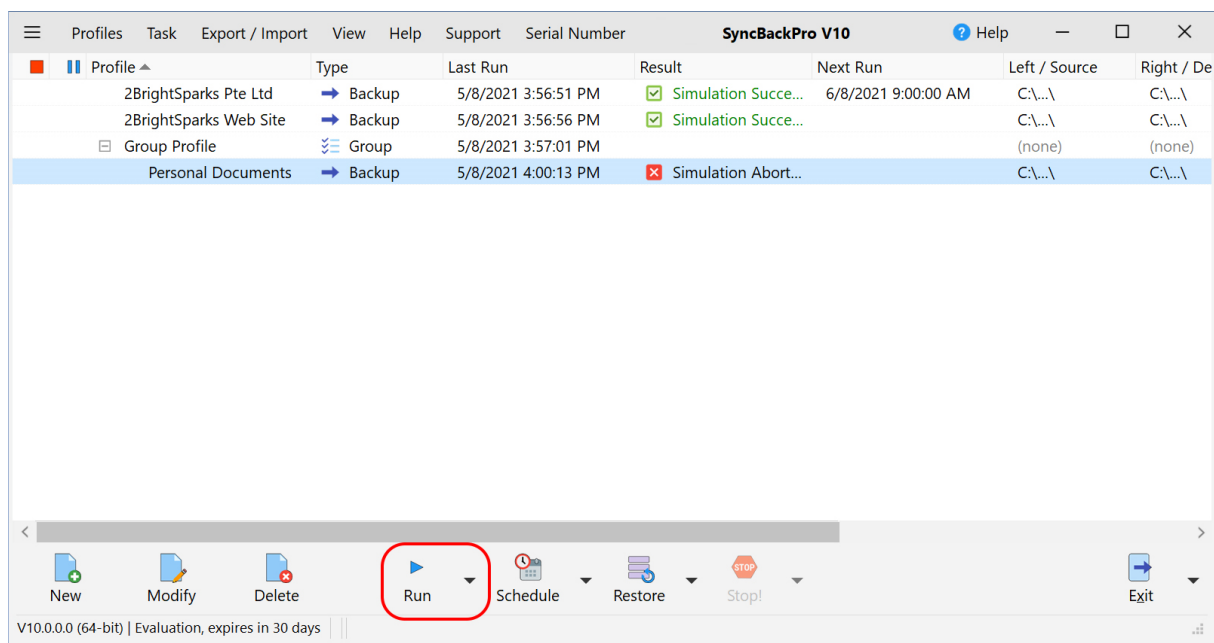 Profiles Task Export / Import View Help Support Serial Number SyncBackPro V10 ? Help
Profile Type Last Run Result Next Run Left / Source Right / De
2BrightSparks Pte Ltd Backup 5/8/2021 3:56:51 PM Simulation Succe... 6/8/2021 9:00:00 AM C:\...\ C:\...\
2BrightSparks Web Site Backup 5/8/2021 3:56:56 PM Simulation Succe... C:\...\ C:\...\
Group Profile Group 5/8/2021 3:57:01 PM (none) (none)
Personal Documents Backup 5/8/2021 4:00:13 PM Simulation Abort... C:\...\ C:\...\
STOP
New Modify Delete Run Schedule Restore Stop! Exit
V10.0.0.0 (64-bit) | Evaluation, expires in 30 days